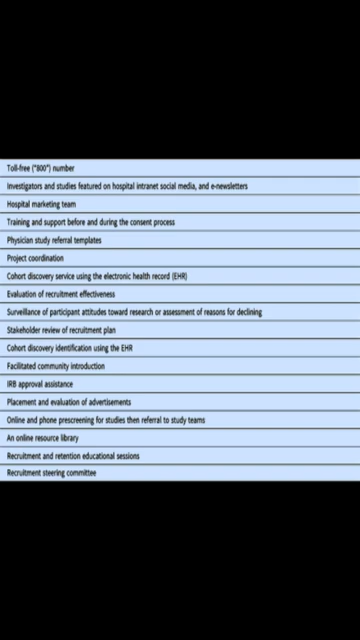 Toll-free ("800") number
Investigators and studies featured on hospital intranet social media, and e-newsletters
Hospital marketing team
Training and support before and during the consent process
Physician study referral templates
Project coordination
Cohort discovery service using the electronic health record (EHR)
Evaluation of recruitment effectiveness
Surveillance of participant attitudes toward research or assessment of reasons for declining
Stakeholder review of recruitment plan
Cohort discovery identification using the EHR
Facilitated community introduction
IRB approval assistance
Placement and evaluation of advertisements
Online and phone prescreening for studies then referral to study teams
An online resource library
Recruitment and retention educational sessions
Recruitment steering committee